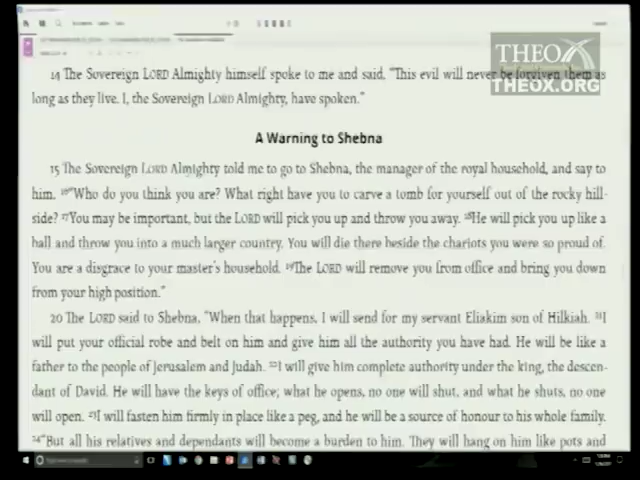 THEOX
THEOX.ORG
14 The Sovereign LORD Almighty himself spoke to me and said, "This evil will never be forgiven them as
long as they live. I, the Sovereign LORD Almighty, have spoken."
A Warning to Shebna
15 The Sovereign LORD Almighty told me to go to Shebna, the manager of the royal household, and say to
him, 16"Who do you think you are? What right have you to carve a tomb for yourself out of the rocky hill-
side? 17You may be important, but the LORD will pick you up and throw you away. 18He will pick you up like a
ball and throw you into a much larger country. You will die there beside the chariots you were so proud of.
You are a disgrace to your master's household. 19The LORD will remove you from office and bring you down
from your high position."
20 The LORD said to Shebna, "When that happens, I will send for my servant Eliakim son of Hilkiah. 21I
will put your official robe and belt on him and give him all the authority you have had. He will be like a
father to the people of Jerusalem and Judah. 22I will give him complete authority under the king, the descen-
dant of David. He will have the keys of office; what he opens, no one will shut, and what he shuts, no one
will open. 23I will fasten him firmly in place like a peg, and he will be a source of honour to his whole family.
24"But all his relatives and dependants will become a burden to him. They will hang on him like pots and